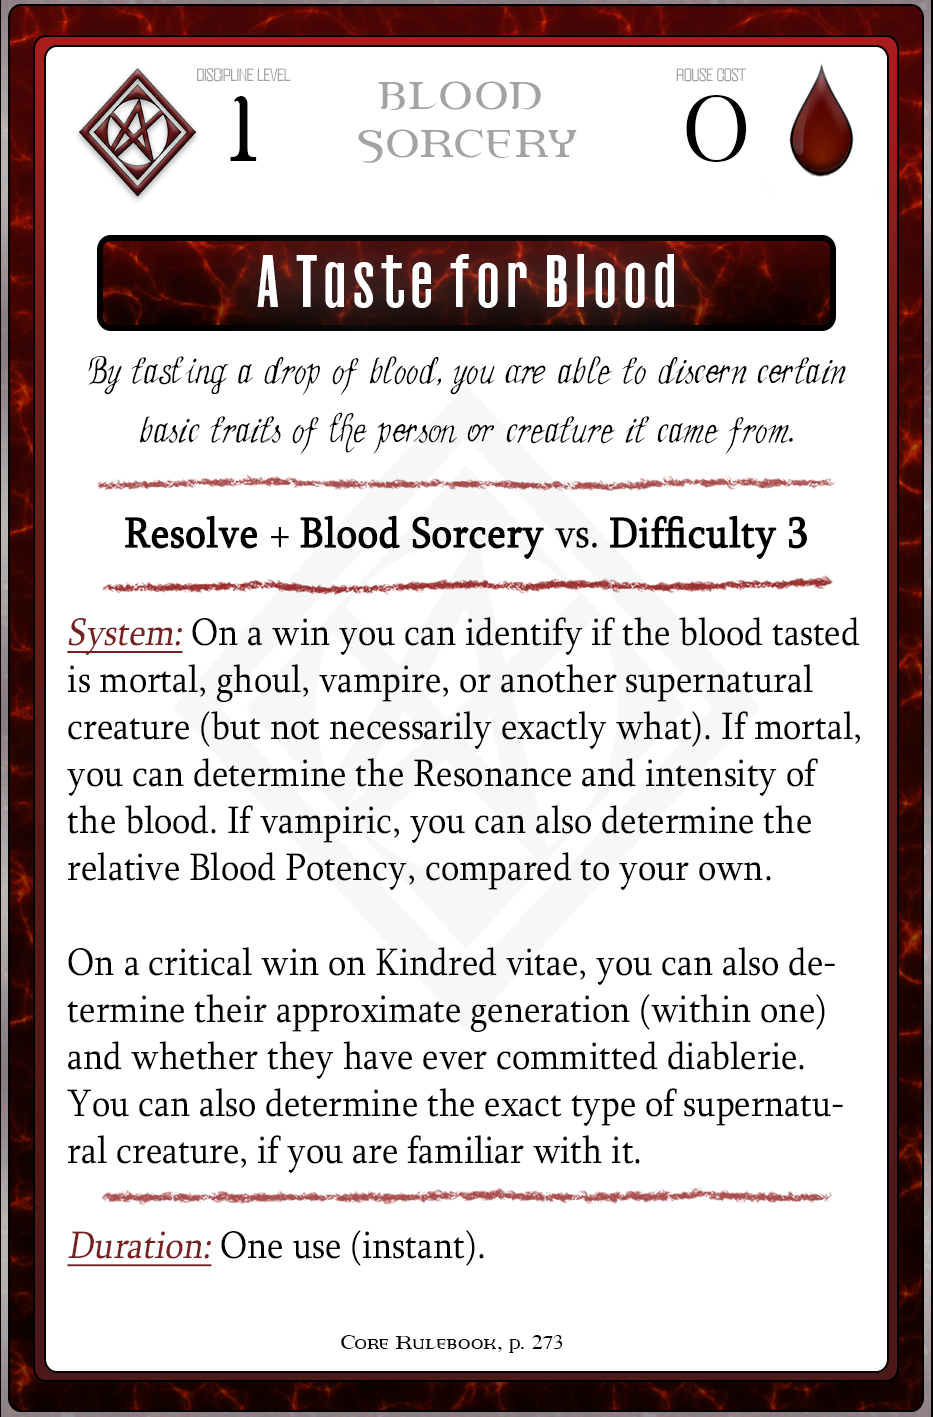 DISCIPLINE LEVEL
1
BLOOD
SORCERY
ROUSE COST
0
A Taste for Blood
By tasting a drop of blood, you are able to discern certain
basic traits of the person or creature it came from.
Resolve + Blood Sorcery vs. Difficulty 3
System: On a win you can identify if the blood tasted
is mortal, ghoul, vampire, or another supernatural
creature (but not necessarily exactly what). If mortal,
you can determine the Resonance and intensity of
the blood. If vampiric, you can also determine the
relative Blood Potency, compared to your own.
On a critical win on Kindred vitae, you can also de-
termine their approximate generation (within one)
and whether they have ever committed diablerie.
You can also determine the exact type of supernatu-
ral creature, if you are familiar with it.
Duration: One use (instant).
Core Rulebook, p. 273